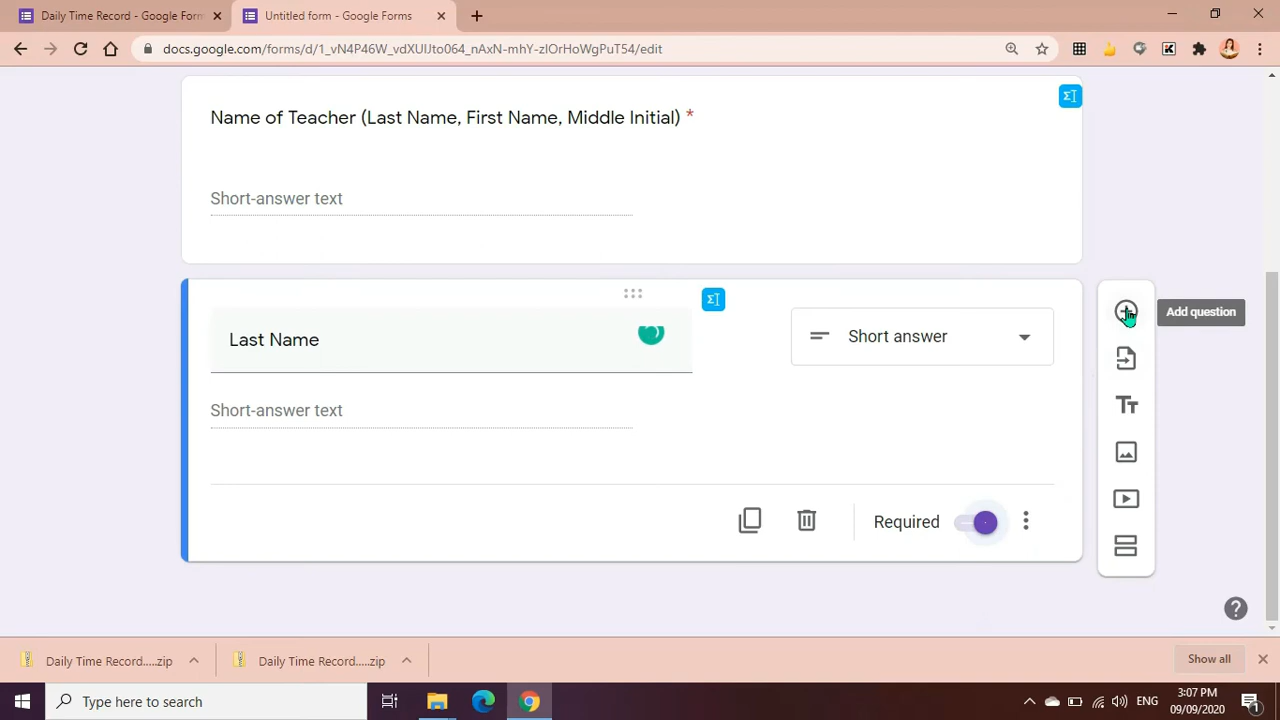 Daily Time Record - Google Form
Untitled form - Google Forms
docs.google.com/forms/d/1_vN4P46W_vdXUIJto064_nAxN-mhY-zIOrHoWgPuT54/edit
Name of Teacher (Last Name, First Name, Middle Initial) *
Short-answer text
Last Name
Short answer
Add question
Short-answer text
Required
Daily Time Record.....zip
Daily Time Record.....zip
Show all
Type here to search
ENG
3:07 PM
09/09/2020